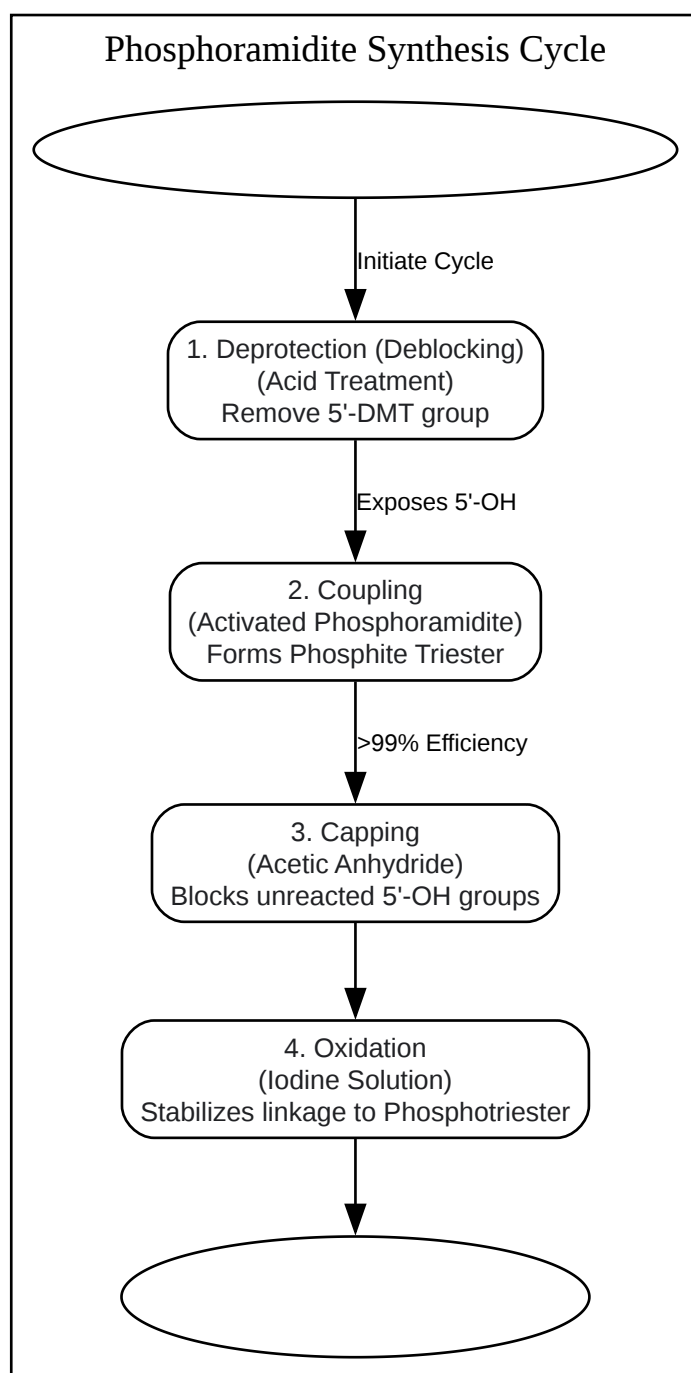 Phosphoramidite Synthesis Cycle
Initiate Cycle
1. Deprotection (Deblocking)
(Acid Treatment)
Remove 5'-DMT group
Exposes 5'-OH
2. Coupling
(Activated Phosphoramidite)
Forms Phosphite Triester
>99% Efficiency
3. Capping
(Acetic Anhydride)
Blocks unreacted 5'-OH groups
4. Oxidation
(Iodine Solution)
Stabilizes linkage to Phosphotriester